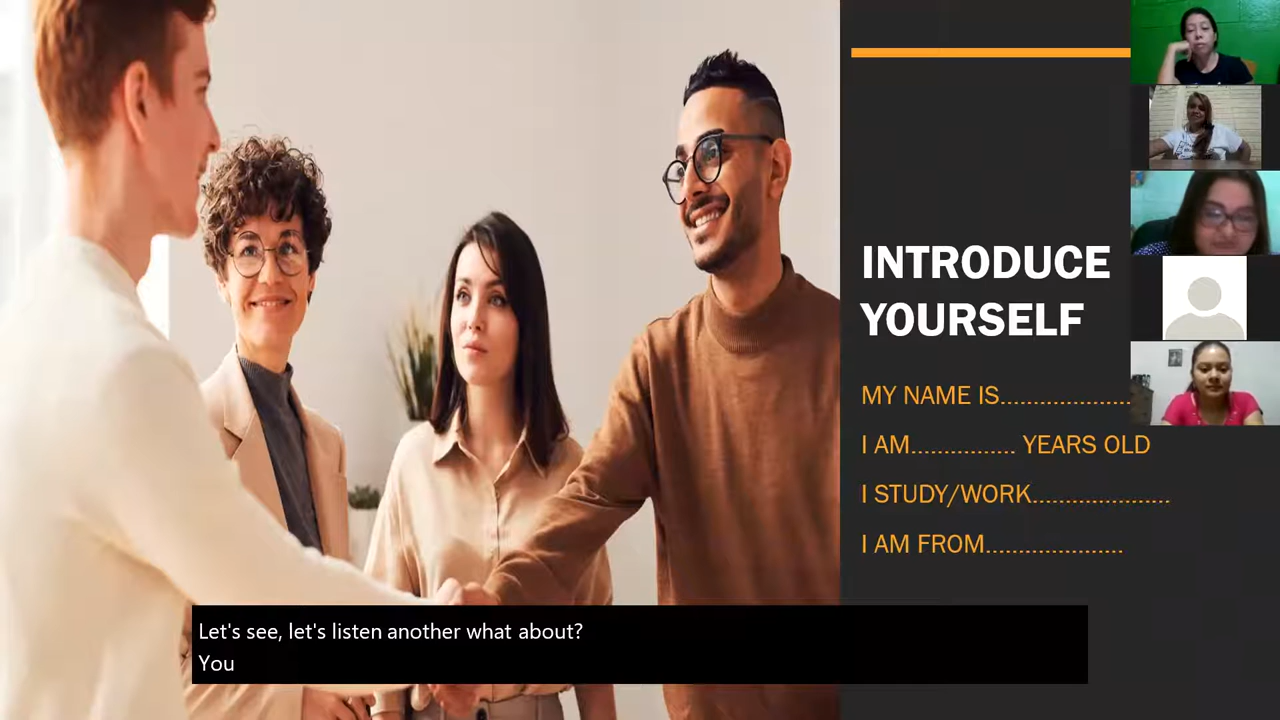 INTRODUCE
YOURSELF
MY NAME IS....................
I AM............... YEARS OLD
I STUDY/WORK.....................
I AM FROM.....................
Let's see, let's listen another what about?
You